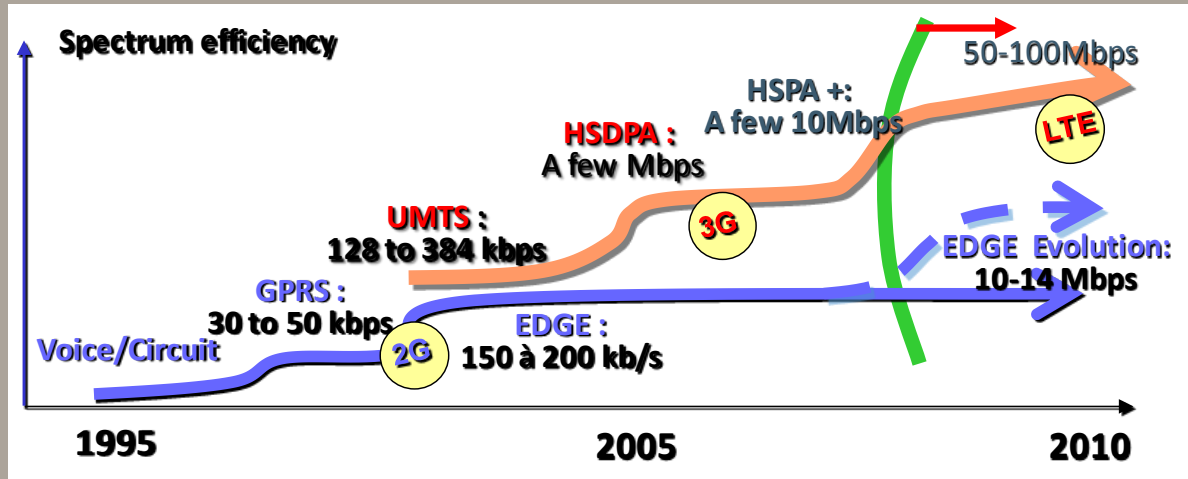 Spectrum efficiency
50-100Mbps
HSPA +:
A few 10Mbps
LTE
HSDPA :
A few Mbps
UMTS :
128 to 384 kbps
3G
EDGE Evolution:
10-14 Mbps
GPRS :
30 to 50 kbps
EDGE :
150 à 200 kb/s
Voice/Circuit
2G
1995
2005
2010